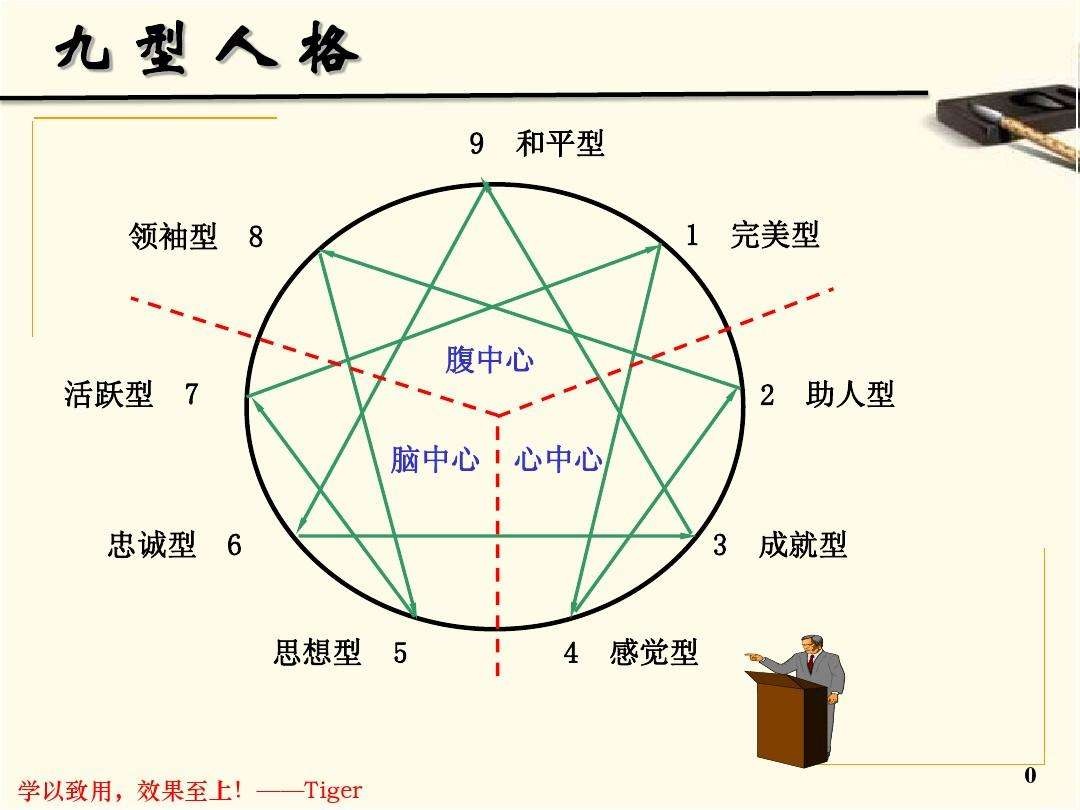 九型人格
9 和平型
领袖型 8
1 完美型
腹中心
活跃型 7
2 助人型
脑中心
心中心
忠诚型 6
3 成就型
思想型 5
4 感觉型
学以致用，效果至上！——Tiger
0